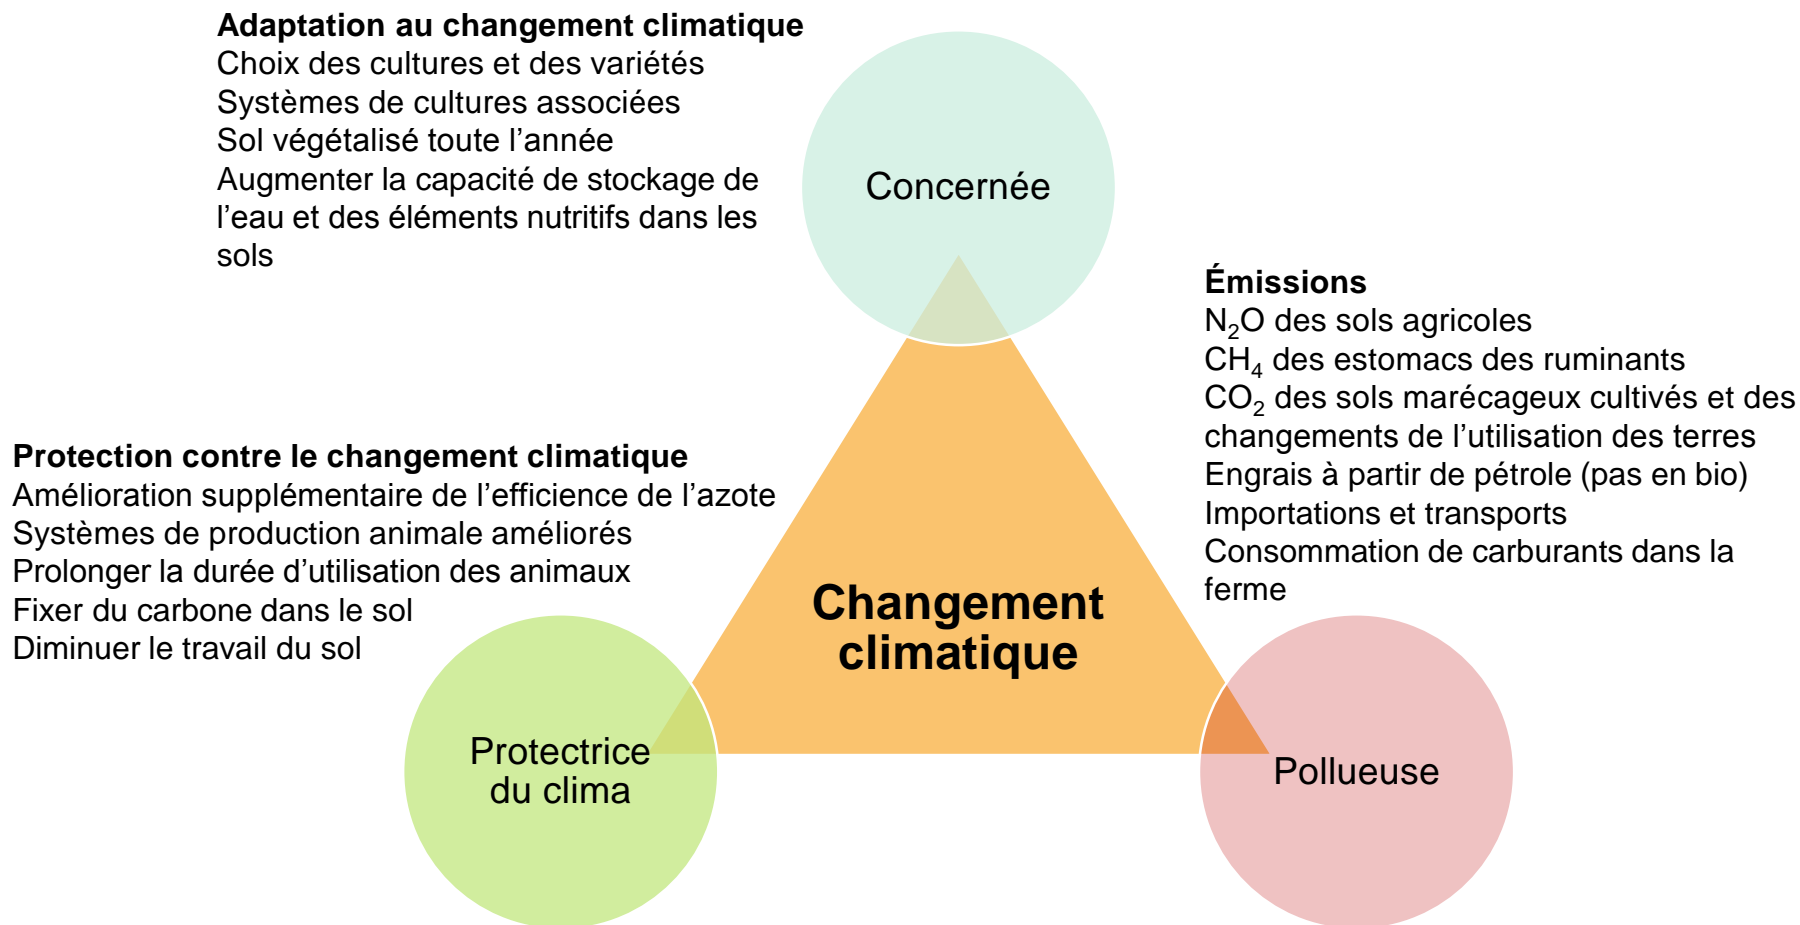 Adaptation au changement climatique
Choix des cultures et des variétés
Systèmes de cultures associées
Sol végétalisé toute l’année
Augmenter la capacité de stockage de
l’eau et des éléments nutritifs dans les
sols
Concernée
Émissions
N₂O des sols agricoles
CH₄ des estomacs des ruminants
CO₂ des sols marécageux cultivés et des
changements de l’utilisation des terres
Engrais à partir de pétrole (pas en bio)
Importations et transports
Consommation de carburants dans la
ferme
Protection contre le changement climatique
Amélioration supplémentaire de l’efficience de l’azote
Systèmes de production animale améliorés
Prolonger la durée d’utilisation des animaux
Fixer du carbone dans le sol
Diminuer le travail du sol
Changement
climatique
Protectrice
du clima
Pollueuse